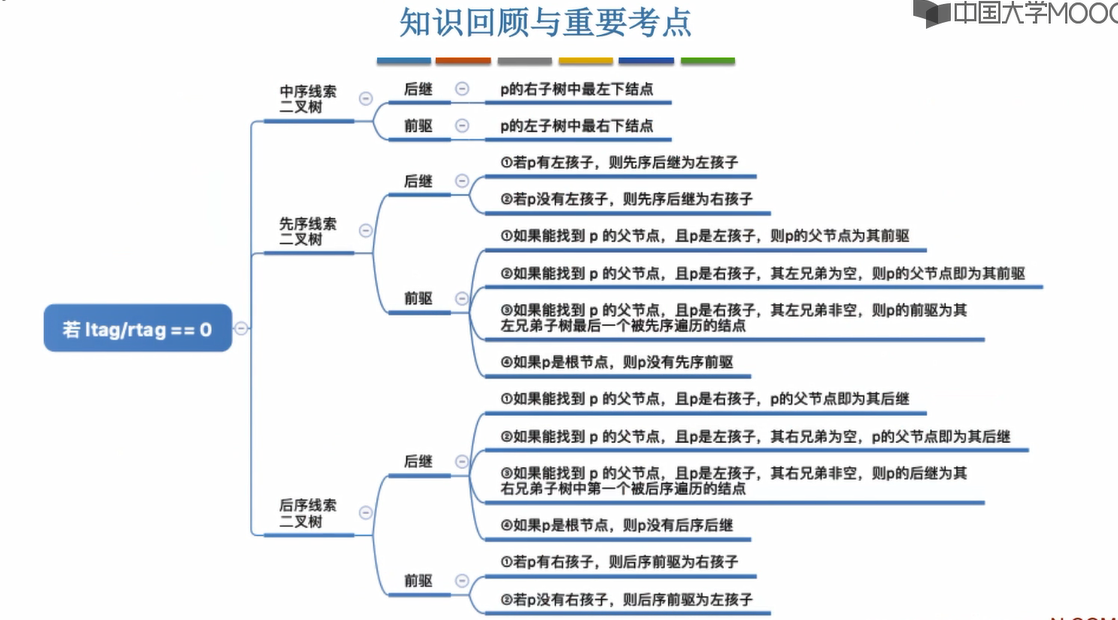 知识回顾与重要考点
中国大学MOOC
中序线索
二叉树
后继
p的右子树中最左下结点
前驱
p的左子树中最右下结点
先序线索
二叉树
后继
①若p有左孩子，则先序后继为左孩子
②若p没有左孩子，则先序后继为右孩子
前驱
①如果能找到 p 的父节点，且p是左孩子，则p的父节点为其前驱
②如果能找到 p 的父节点，且p是右孩子，其左兄弟为空，则p的父节点即为其前驱
③如果能找到 p 的父节点，且p是右孩子，其左兄弟非空，则p的前驱为其
左兄弟子树最后一个被先序遍历的结点
④如果p是根节点，则p没有先序前驱
若 ltag/rtag == 0
后序线索
二叉树
后继
①如果能找到 p 的父节点，且p是右孩子，p的父节点即为其后继
②如果能找到 p 的父节点，且p是左孩子，其右兄弟为空，p的父节点即为其后继
③如果能找到 p 的父节点，且p是左孩子，其右兄弟非空，则p的后继为其
右兄弟子树中第一个被后序遍历的结点
④如果p是根节点，则p没有后序后继
前驱
①若p有右孩子，则后序前驱为右孩子
②若p没有右孩子，则后序前驱为左孩子